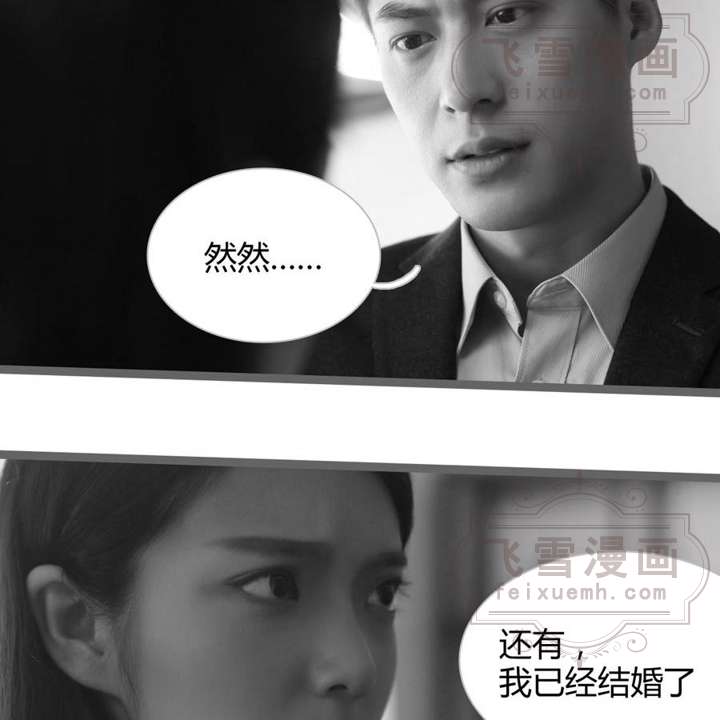 飞雪漫画
feixuemh.com
然然......
飞雪漫画
feixuemh.com
还有，
我已经结婚了